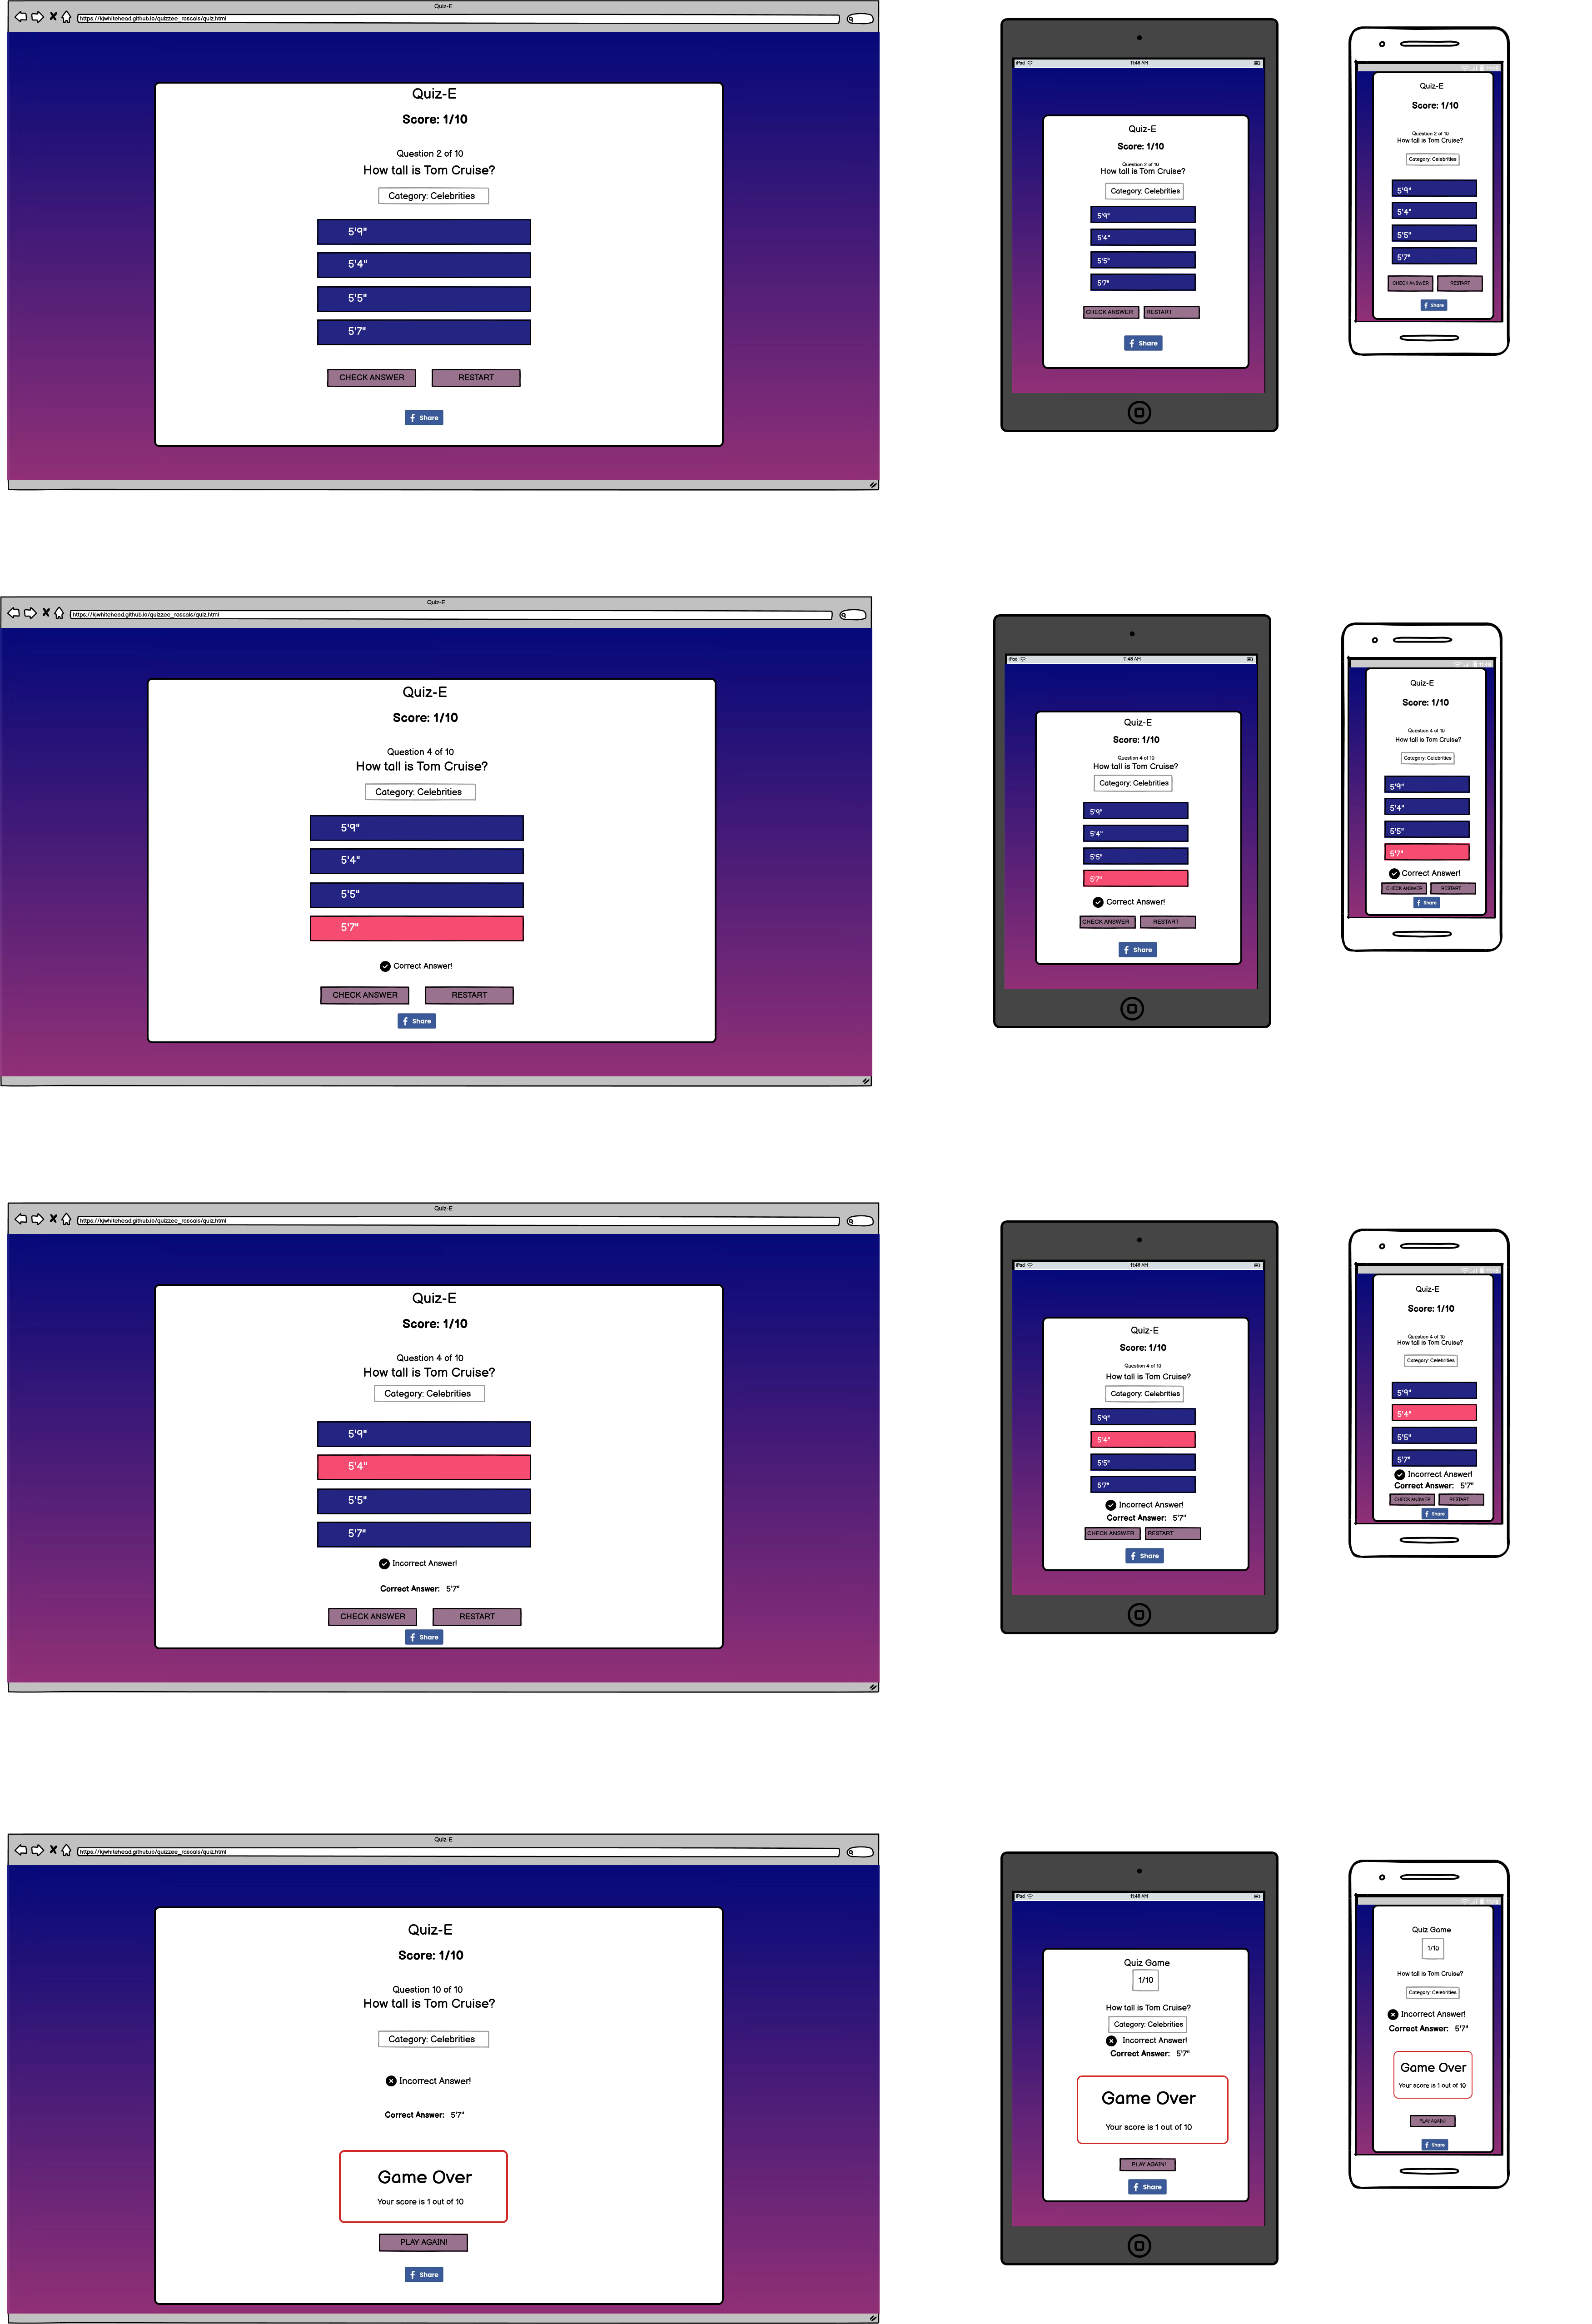 Quiz-E
https://kjwhitehead.github.io/quizzee_rascals/quiz.html
Quiz-E
Score: 1/10
Question 2 of 10
How tall is Tom Cruise?
Category: Celebrities
5'9"
5'4"
5'5"
5'7"
CHECK ANSWER RESTART
f Share
iPad 11:48 AM
Quiz-E
Score: 1/10
Question 2 of 10
How tall is Tom Cruise?
Category: Celebrities
5'9"
5'4"
5'5"
5'7"
CHECK ANSWER RESTART
f Share
Quiz-E
Score: 1/10
Question 2 of 10
How tall is Tom Cruise?
Category: Celebrities
5'9"
5'4"
5'5"
5'7"
CHECK ANSWER RESTART
f Share
Quiz-E
https://kjwhitehead.github.io/quizzee_rascals/quiz.html
Quiz-E
Score: 1/10
Question 4 of 10
How tall is Tom Cruise?
Category: Celebrities
5'9"
5'4"
5'5"
5'7"
Correct Answer!
CHECK ANSWER RESTART
f Share
iPad 11:48 AM
Quiz-E
Score: 1/10
Question 4 of 10
How tall is Tom Cruise?
Category: Celebrities
5'9"
5'4"
5'5"
5'7"
Correct Answer!
CHECK ANSWER RESTART
f Share
Quiz-E
Score: 1/10
Question 4 of 10
How tall is Tom Cruise?
Category: Celebrities
5'9"
5'4"
5'5"
5'7"
Correct Answer!
CHECK ANSWER RESTART
f Share
Quiz-E
https://kjwhitehead.github.io/quizzee_rascals/quiz.html
Quiz-E
Score: 1/10
Question 4 of 10
How tall is Tom Cruise?
Category: Celebrities
5'9"
5'4"
5'5"
5'7"
Incorrect Answer!
Correct Answer: 5'7"
CHECK ANSWER RESTART
f Share
iPad 11:48 AM
Quiz-E
Score: 1/10
Question 4 of 10
How tall is Tom Cruise?
Category: Celebrities
5'9"
5'4"
5'5"
5'7"
Incorrect Answer!
Correct Answer: 5'7"
CHECK ANSWER RESTART
f Share
Quiz-E
Score: 1/10
Question 4 of 10
How tall is Tom Cruise?
Category: Celebrities
5'9"
5'4"
5'5"
5'7"
Incorrect Answer!
Correct Answer: 5'7"
CHECK ANSWER RESTART
f Share
Quiz-E
https://kjwhitehead.github.io/quizzee_rascals/quiz.html
Quiz-E
Score: 1/10
Question 10 of 10
How tall is Tom Cruise?
Category: Celebrities
Incorrect Answer!
Correct Answer: 5'7"
Game Over
Your score is 1 out of 10
PLAY AGAIN!
f Share
iPad 11:48 AM
Quiz Game
1/10
How tall is Tom Cruise?
Category: Celebrities
Incorrect Answer!
Correct Answer: 5'7"
Game Over
Your score is 1 out of 10
PLAY AGAIN!
f Share
Quiz Game
1/10
How tall is Tom Cruise?
Category: Celebrities
Incorrect Answer!
Correct Answer: 5'7"
Game Over
Your score is 1 out of 10
PLAY AGAIN!
f Share